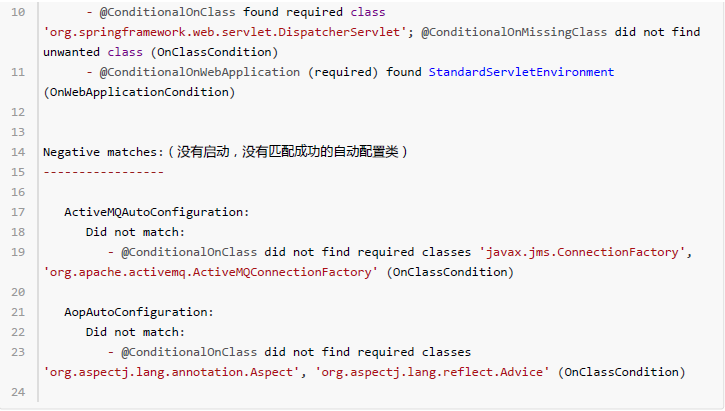 10 - @ConditionalOnClass found required class
'org.springframework.web.servlet.DispatcherServlet'; @ConditionalOnMissingClass did not find
unwanted class (OnClassCondition)
11 - @ConditionalOnWebApplication (required) found StandardServletEnvironment
(OnWebApplicationCondition)
12
13
14 Negative matches:（没有启动，没有匹配成功的自动配置类）
15 -----------------
16
17 ActiveMQAutoConfiguration:
18 Did not match:
19 - @ConditionalOnClass did not find required classes 'javax.jms.ConnectionFactory',
'org.apache.activemq.ActiveMQConnectionFactory' (OnClassCondition)
20
21 AopAutoConfiguration:
22 Did not match:
23 - @ConditionalOnClass did not find required classes
'org.aspectj.lang.annotation.Aspect', 'org.aspectj.lang.reflect.Advice' (OnClassCondition)
24